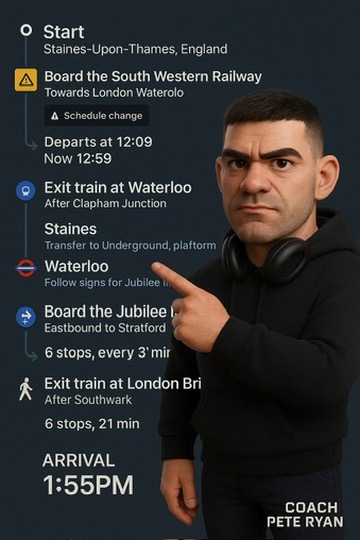 Start
Staines-Upon-Thames, England
Board the South Western Railway
Towards London Waterolo
Schedule change
Departs at 12:09
Now 12:59
Exit train at Waterloo
After Clapham Junction
Staines
Transfer to Underground, plaftorm
Waterloo
Follow signs for Jubilee
Board the Jubilee
Eastbound to Stratford
6 stops, every 3' mir
Exit train at London Bri
After Southwark
6 stops, 21 min
ARRIVAL
1:55PM
COACH
PETE RYAN